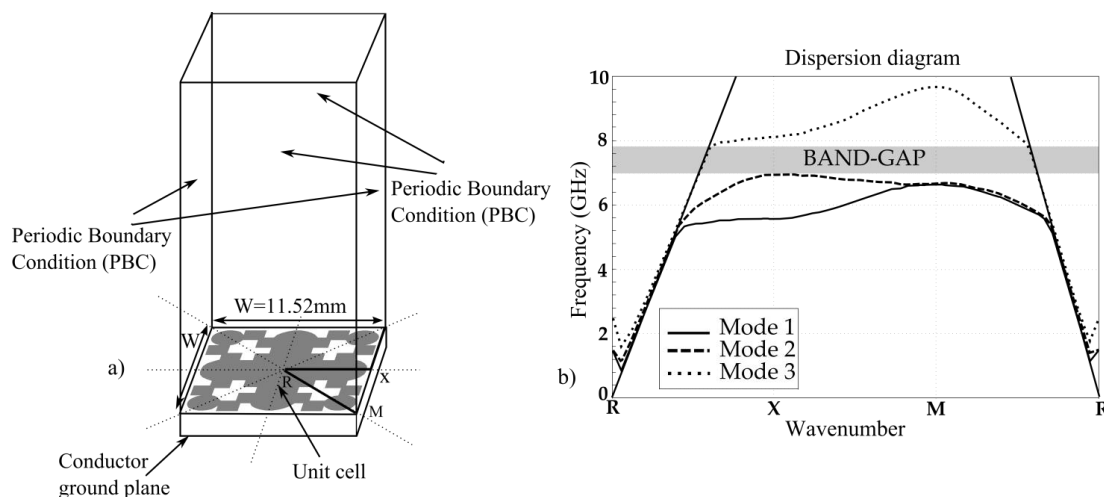 Periodic Boundary
Condition (PBC)
Periodic Boundary
Condition (PBC)
W=11.52mm
W
a)
R
X
M
Conductor
ground plane
Unit cell
Dispersion diagram
10
8
6
4
2
0
Frequency (GHz)
BAND-GAP
Mode 1
Mode 2
Mode 3
b)
R
X
M
R
Wavenumber